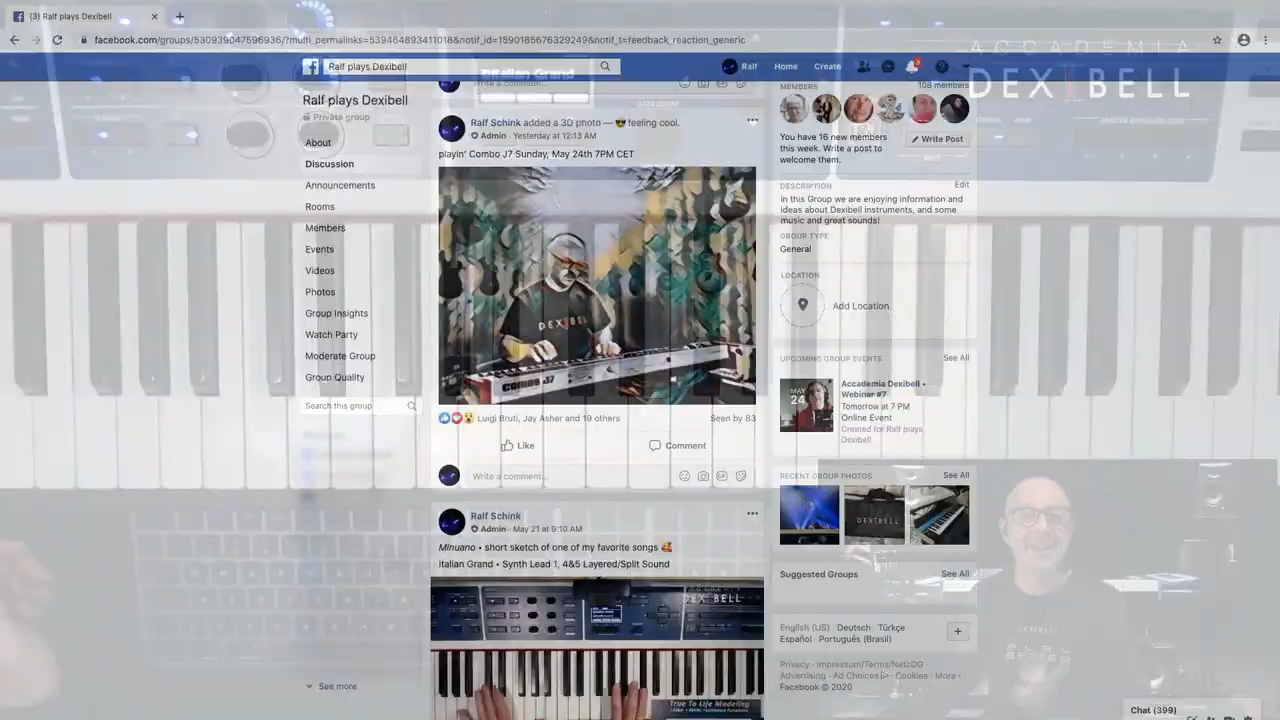 (3) Ralf plays Dexibell
facebook.com/groups/530939047596936/?multi_permalinks=539464893411018&notif_id=1590185676329249&notif_t=feedback_reaction_generic
ACCADEMIA
DEXIBELL
Ralf plays Dexibell
Ralf
Home
Create
Italian Grand
Ralf plays Dexibell
Private group
About
Discussion
Announcements
Rooms
Members
Events
Videos
Photos
Group Insights
Watch Party
Moderate Group
Group Quality
Search this group
See more
Write a comment...
Ralf Schink added a 3D photo — 😎 feeling cool.
Admin · Yesterday at 12:13 AM
playin' Combo J7 Sunday, May 24th 7PM CET
DEXIBELL
COMBO J7
Luigi Bruti, Jay Asher and 19 others
Seen by 83
Like
Comment
Write a comment...
Ralf Schink
Admin · May 21 at 9:10 AM
Minuano • short sketch of one of my favorite songs 🥰
Italian Grand • Synth Lead 1, 4&5 Layered/Split Sound
DEXIBELL
True To Life Modeling
MEMBERS
108 members
You have 16 new members
this week. Write a post to
welcome them.
Write Post
DESCRIPTION
Edit
in this Group we are enjoying information and
ideas about Dexibell instruments, and some
music and great sounds!
GROUP TYPE
General
LOCATION
Add Location
UPCOMING GROUP EVENTS
See All
MAY
24
Accademia Dexibell •
Webinar #7
Tomorrow at 7 PM
Online Event
Created for Ralf plays
Dexibell
RECENT GROUP PHOTOS
See All
DEXIBELL
Suggested Groups
See All
English (US) · Deutsch · Türkçe ·
Español · Português (Brasil)
Privacy · Impressum/Terms/NetzDG ·
Advertising · Ad Choices · Cookies · More ·
Facebook © 2020
Chat (399)